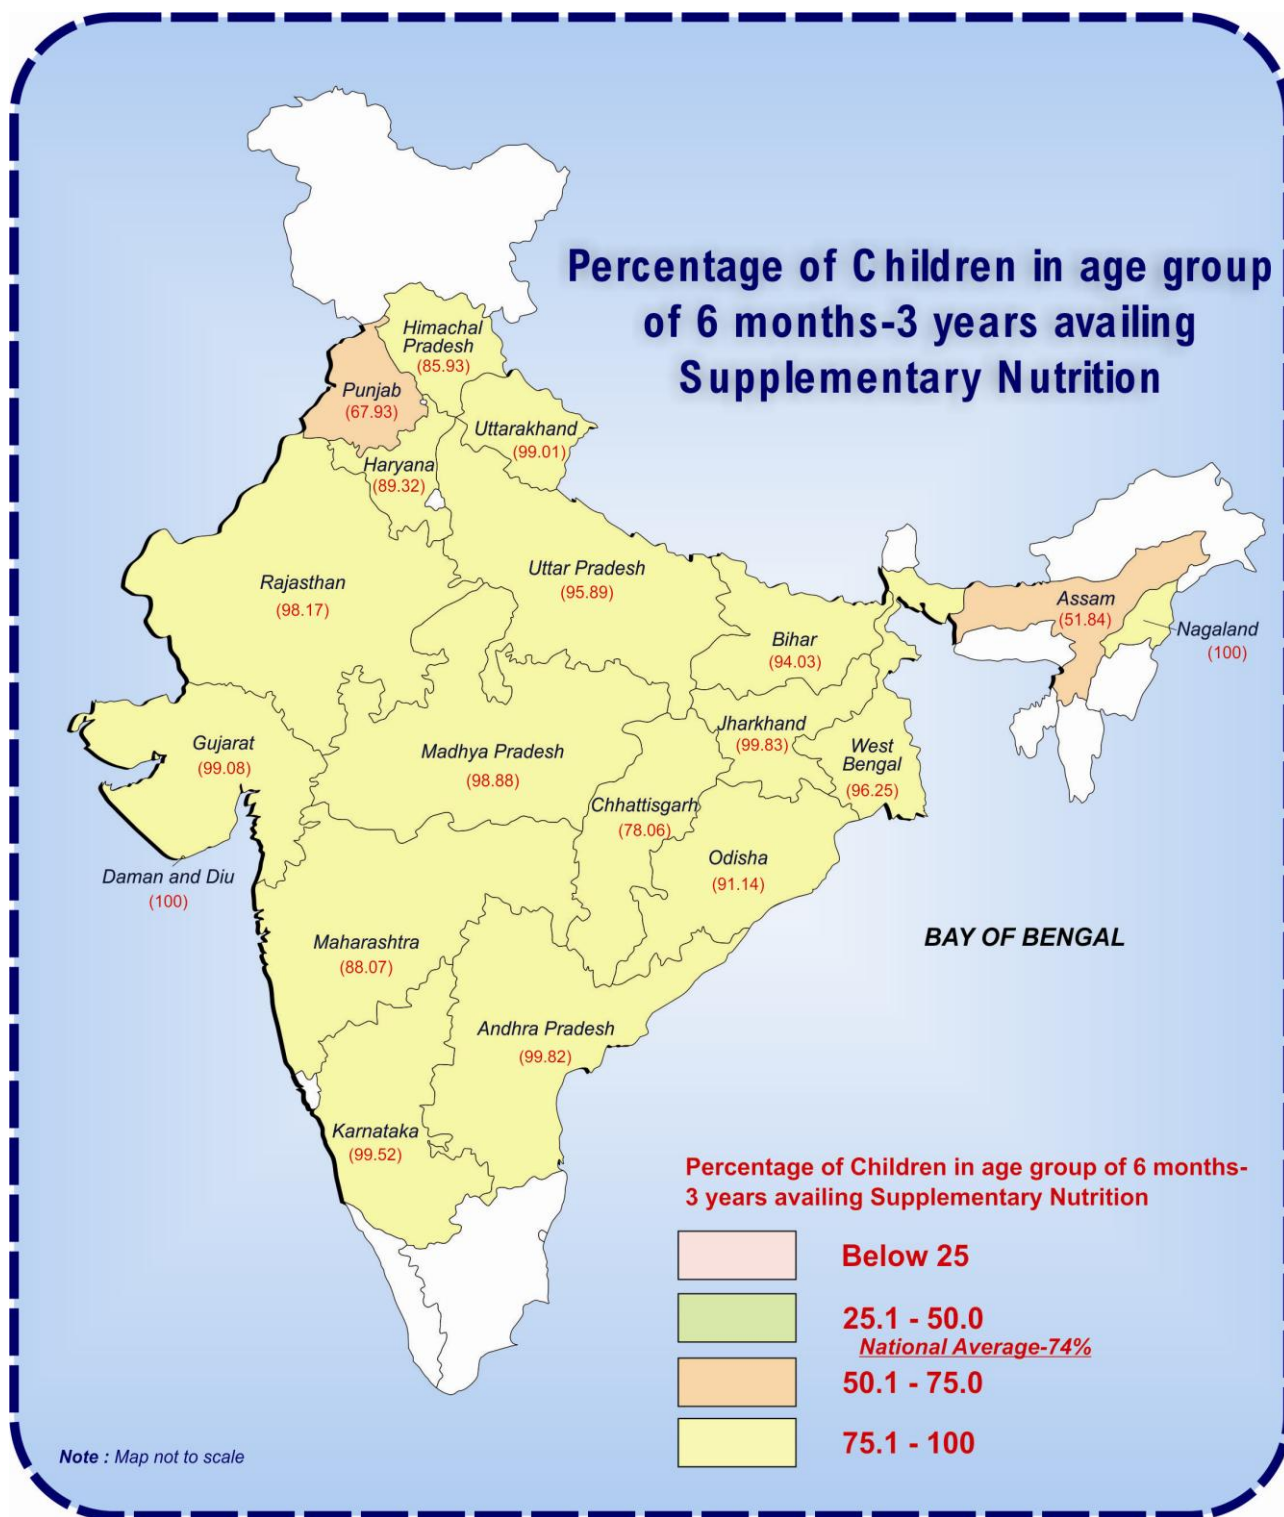 Percentage of Children in age group
of 6 months-3 years availing
Supplementary Nutrition
Himachal
Pradesh
(85.93)
Punjab
(67.93)
Uttarakhand
(99.01)
Haryana
(89.32)
Rajasthan
(98.17)
Uttar Pradesh
(95.89)
Bihar
(94.03)
Assam
(51.84)
Nagaland
(100)
Gujarat
(99.08)
Madhya Pradesh
(98.88)
Jharkhand
(99.83)
West
Bengal
(96.25)
Chhattisgarh
(78.06)
Odisha
(91.14)
Daman and Diu
(100)
Maharashtra
(88.07)
BAY OF BENGAL
Andhra Pradesh
(99.82)
Karnataka
(99.52)
Percentage of Children in age group of 6 months-
3 years availing Supplementary Nutrition
Below 25
25.1 - 50.0
National Average-74%
50.1 - 75.0
75.1 - 100
Note : Map not to scale